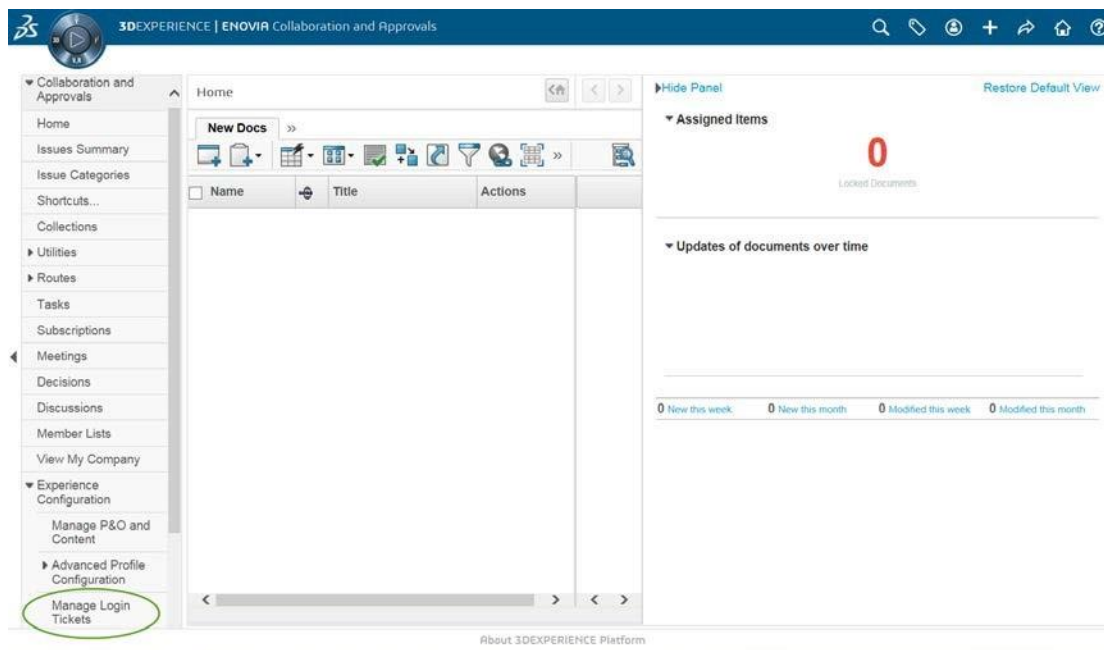 3DEXPERIENCE | ENOVIA Collaboration and Approvals
Collaboration and
Approvals
Home
Issues Summary
Issue Categories
Shortcuts...
Collections
Utilities
Routes
Tasks
Subscriptions
Meetings
Decisions
Discussions
Member Lists
View My Company
Experience
Configuration
Manage P&O and
Content
Advanced Profile
Configuration
Manage Login
Tickets
Home
New Docs »
»
Name Title Actions
Hide Panel Restore Default View
Assigned Items
0
Locked Documents
Updates of documents over time
0 New this week 0 New this month 0 Modified this week 0 Modified this month
About 3DEXPERIENCE Platform